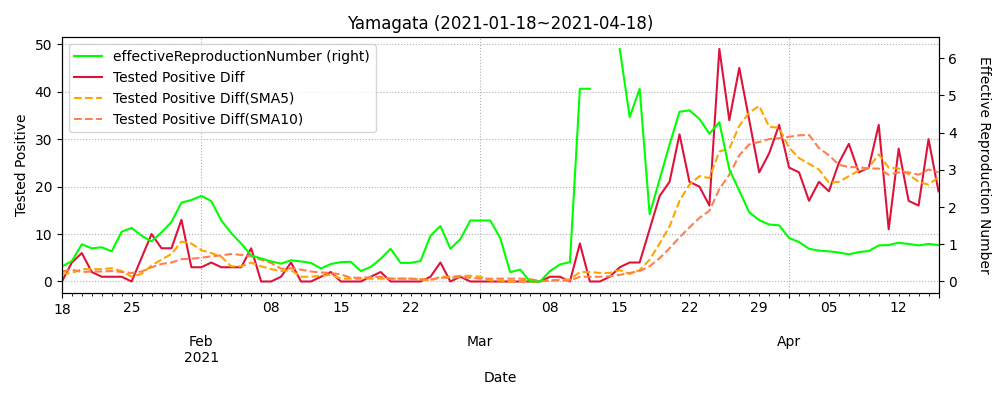 Yamagata (2021-01-18~2021-04-18)
effectiveReproductionNumber (right)
Tested Positive Diff
Tested Positive Diff(SMA5)
Tested Positive Diff(SMA10)
Tested Positive
50
40
30
20
10
0
6
5
4
3
2
1
0
Effective Reproduction Number
18 25 08 15 22 08 15 22 29 05 12
Feb Mar Apr
2021
Date